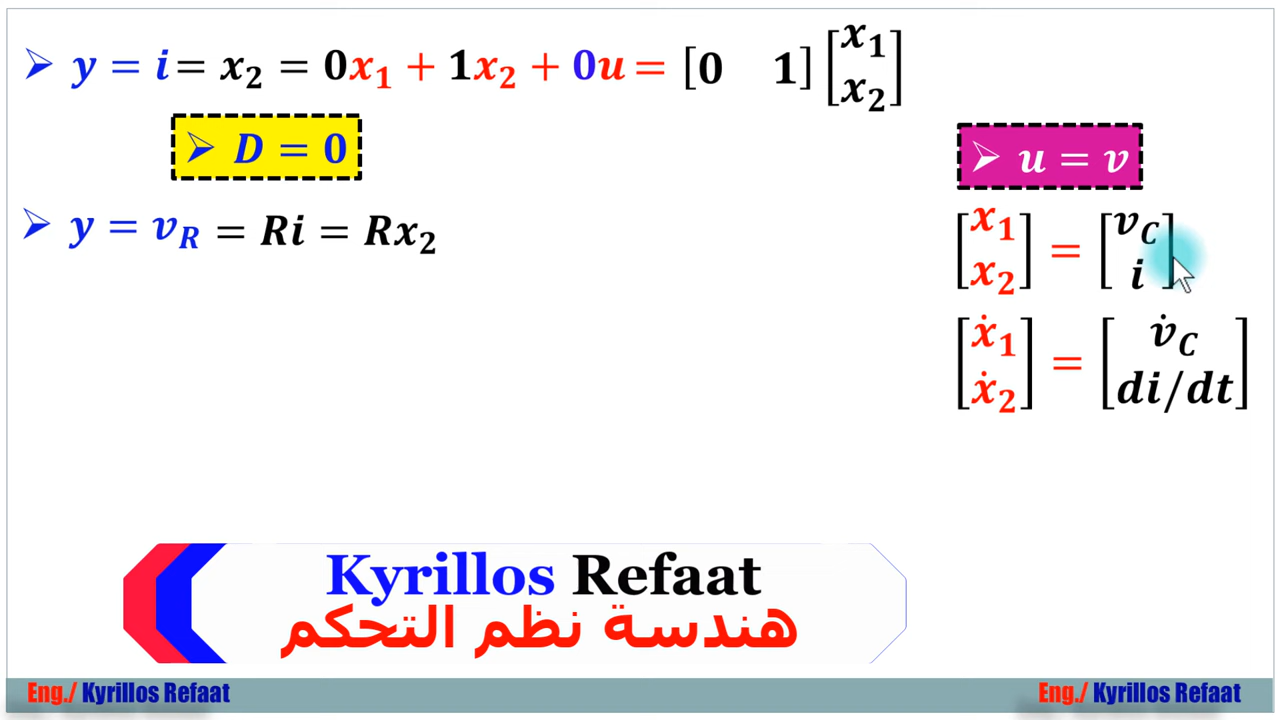 ➢ y = i = x₂ = 0x₁ + 1x₂ + 0u = [0 1] [x₁ x₂]
➢ D = 0
➢ u = v
➢ y = v_R = Ri = Rx₂
[x₁ x₂] = [v_C i]
[ẋ₁ ẋ₂] = [v̇_C di/dt]
Kyrillos Refaat
هندسة نظم التحكم
Eng./ Kyrillos Refaat
Eng./ Kyrillos Refaat